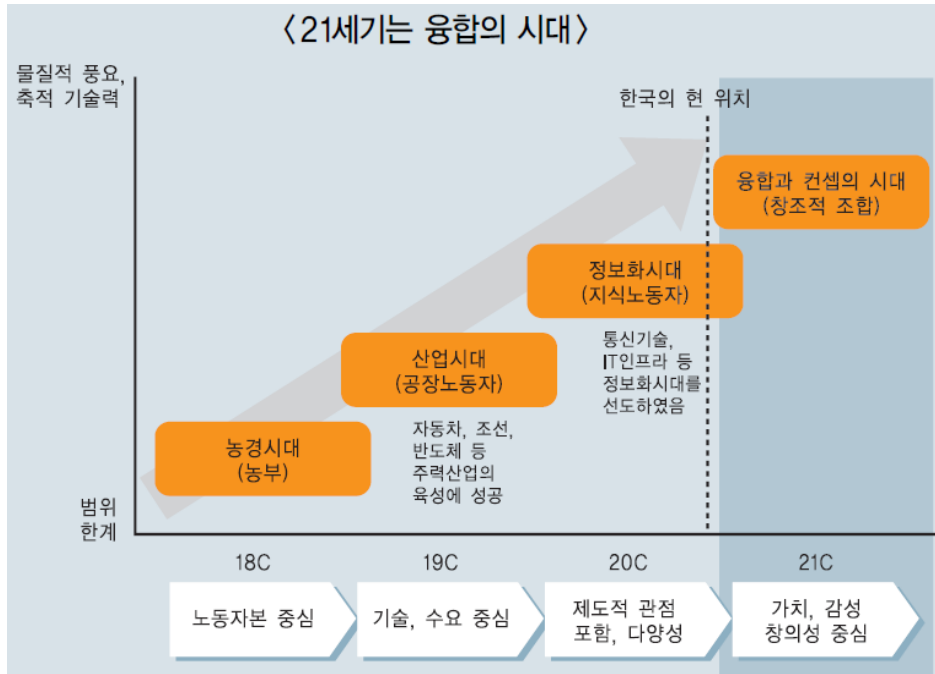 〈21세기는 융합의 시대〉
물질적 풍요,
축적 기술력
한국의 현 위치
융합과 컨셉의 시대
(창조적 조합)
정보화시대
(지식노동자)
통신기술,
IT인프라 등
정보화시대를
선도하였음
산업시대
(공장노동자)
자동차, 조선,
반도체 등
주력산업의
육성에 성공
농경시대
(농부)
범위
한계
18C
19C
20C
21C
노동자본 중심
기술, 수요 중심
제도적 관점
포함, 다양성
가치, 감성
창의성 중심